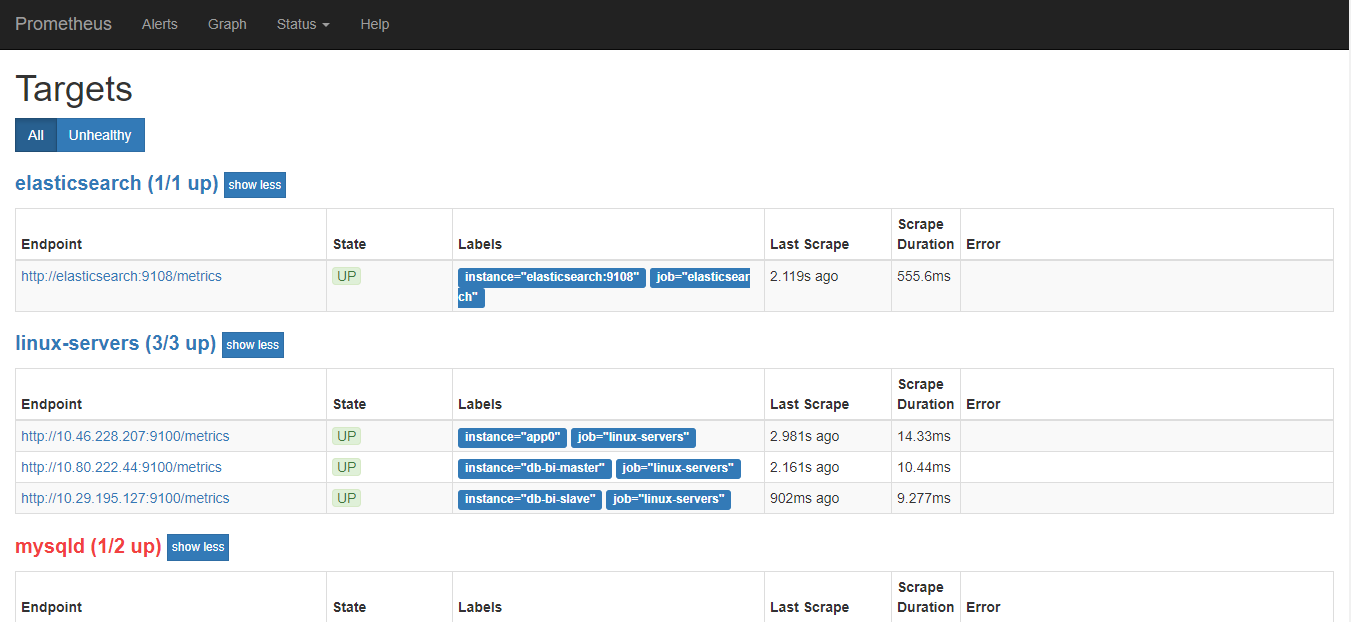 Prometheus Alerts Graph Status Help
Targets
All Unhealthy
elasticsearch (1/1 up) show less
Endpoint State Labels Last Scrape Scrape Duration Error
http://elasticsearch:9108/metrics UP instance="elasticsearch:9108" job="elasticsear 2.119s ago 555.6ms
ch"
linux-servers (3/3 up) show less
Endpoint State Labels Last Scrape Scrape Duration Error
http://10.46.228.207:9100/metrics UP instance="app0" job="linux-servers" 2.981s ago 14.33ms
http://10.80.222.44:9100/metrics UP instance="db-bi-master" job="linux-servers" 2.161s ago 10.44ms
http://10.29.195.127:9100/metrics UP instance="db-bi-slave" job="linux-servers" 902ms ago 9.277ms
mysqld (1/2 up) show less
Endpoint State Labels Last Scrape Scrape Duration Error